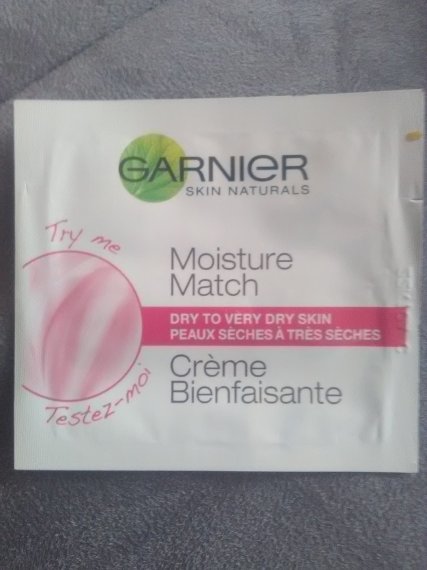 GARNIER
SKIN NATURALS
Try me
Moisture
Match
DRY TO VERY DRY SKIN
PEAUX SÈCHES À TRÈS SÈCHES
Crème
Bienfaisante
Testez-moi